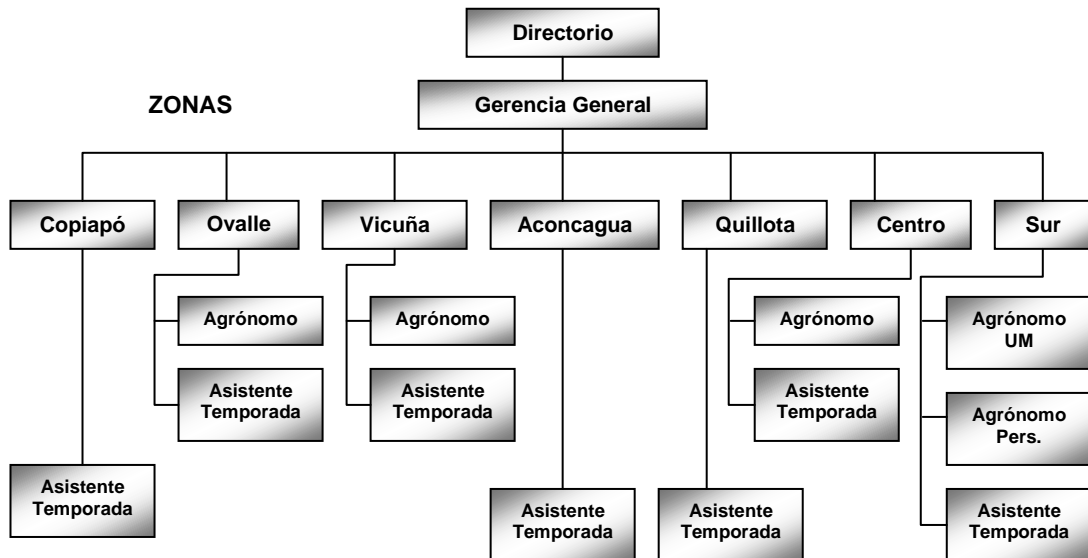 Directorio
ZONAS
Gerencia General
Copiapó
Ovalle
Vicuña
Aconcagua
Quillota
Centro
Sur
Agrónomo
Agrónomo
Agrónomo
Agrónomo
UM
Asistente
Temporada
Asistente
Temporada
Asistente
Temporada
Agrónomo
Pers.
Asistente
Temporada
Asistente
Temporada
Asistente
Temporada
Asistente
Temporada